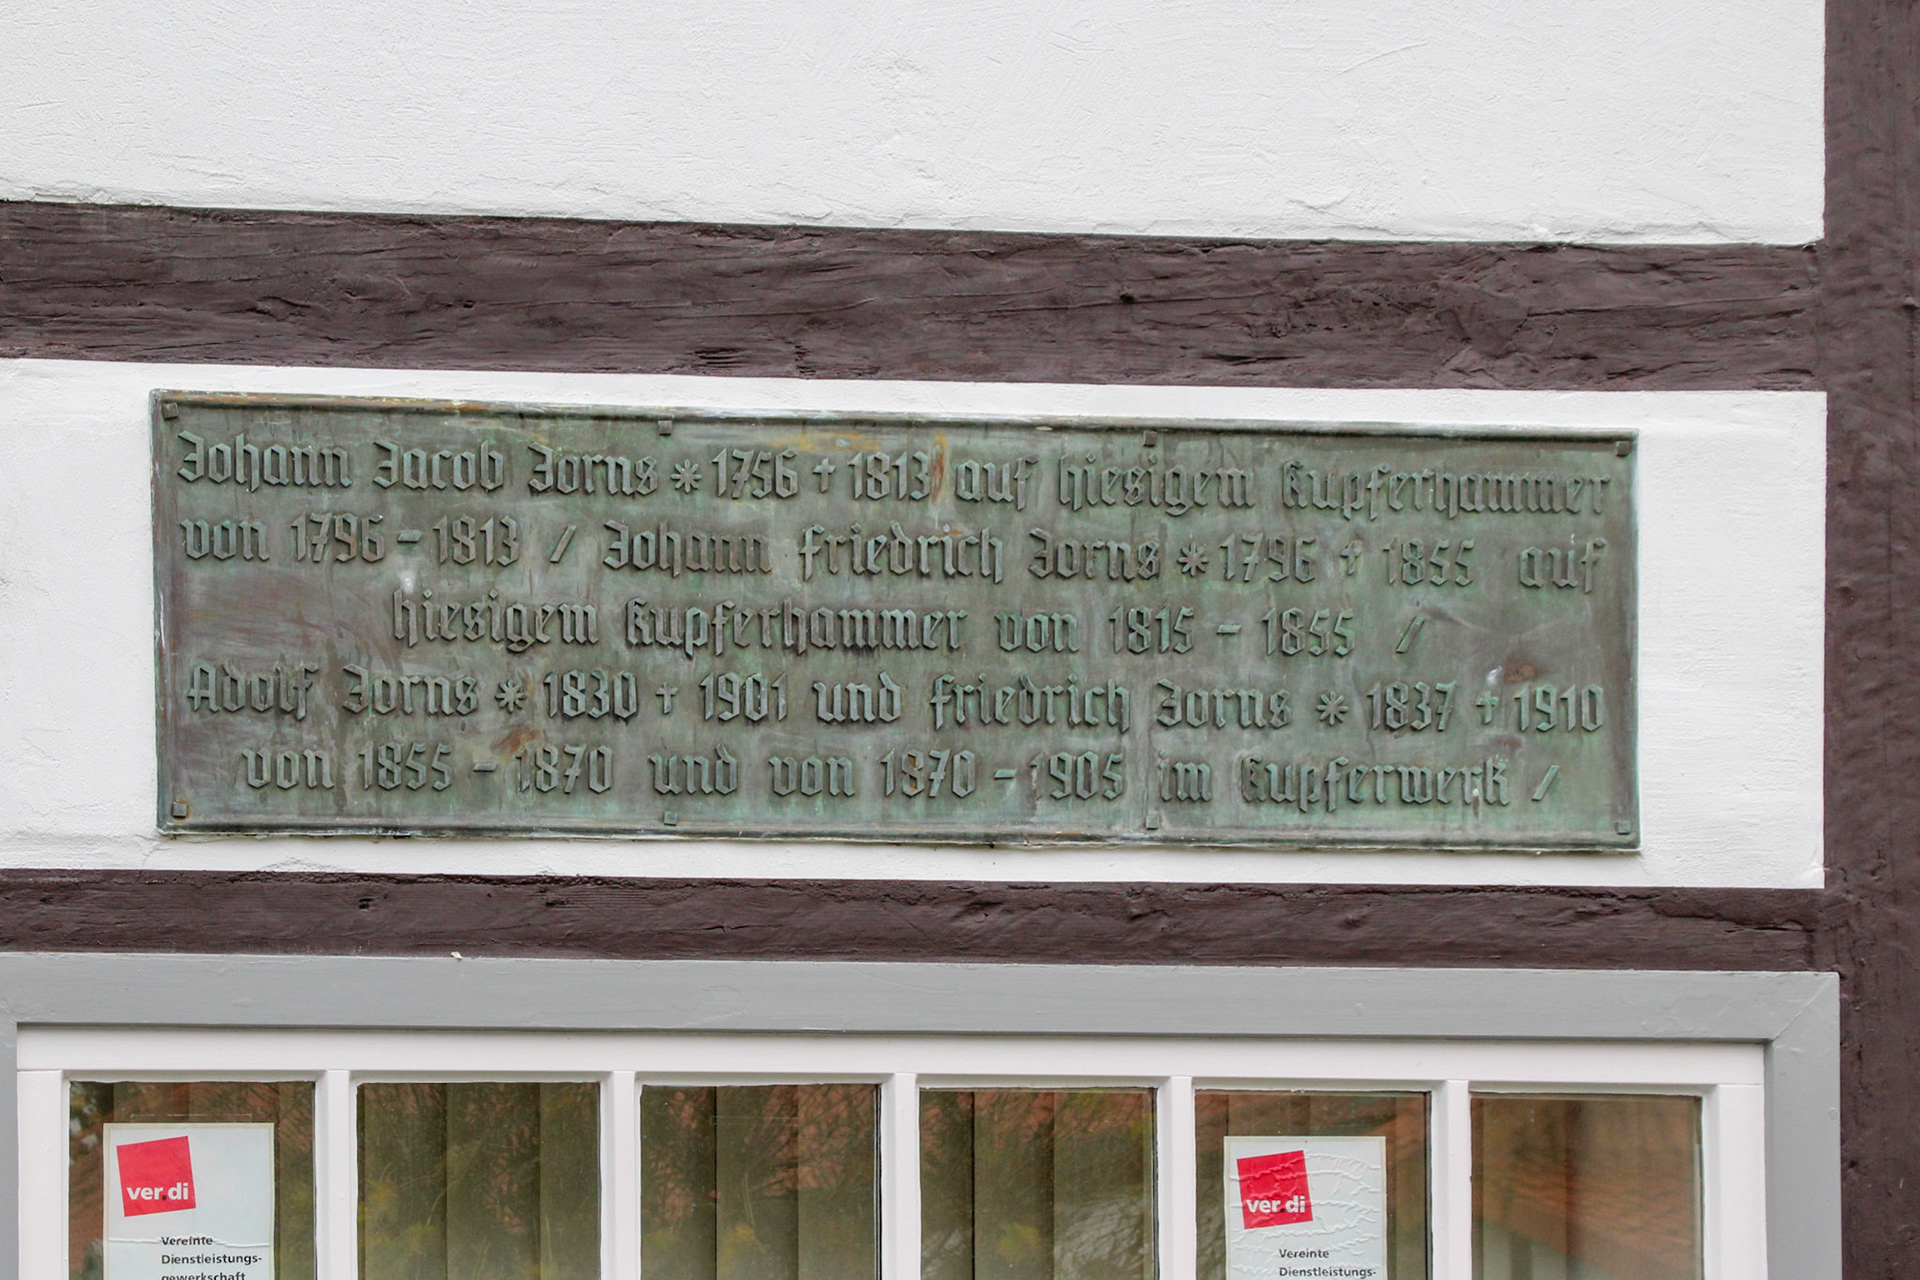 Johann Jacob Zorns * 1756 † 1813 auf hiesigem Kupferhammer
von 1796 - 1813 / Johann Friedrich Zorns * 1796 † 1855 auf
hiesigem Kupferhammer von 1815 - 1855 /
Adolf Zorns * 1830 † 1901 und Friedrich Zorns * 1837 † 1910
von 1855 - 1870 und von 1870 - 1905 im Kupferwerk /
ver.di
Vereinte
Dienstleistungs-
gewerkschaft
ver.di
Vereinte
Dienstleistungs-